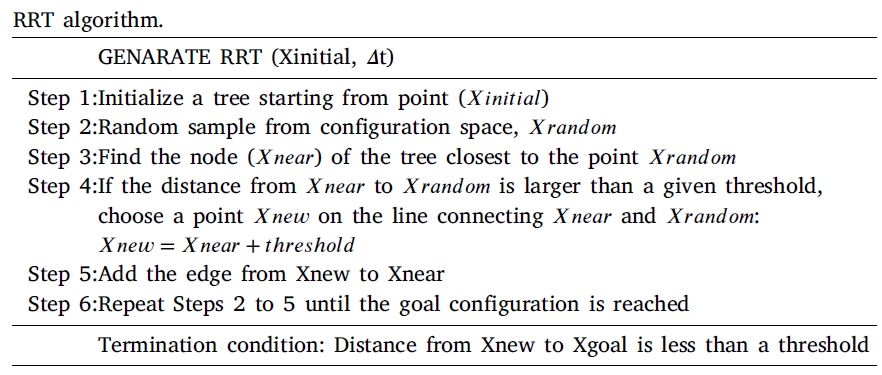 RRT algorithm.
GENARATE RRT (Xinitial, Δt)
Step 1:Initialize a tree starting from point (Xinitial)
Step 2:Random sample from configuration space, Xrandom
Step 3:Find the node (Xnear) of the tree closest to the point Xrandom
Step 4:If the distance from Xnear to Xrandom is larger than a given threshold,
choose a point Xnew on the line connecting Xnear and Xrandom:
Xnew = Xnear + threshold
Step 5:Add the edge from Xnew to Xnear
Step 6:Repeat Steps 2 to 5 until the goal configuration is reached
Termination condition: Distance from Xnew to Xgoal is less than a threshold